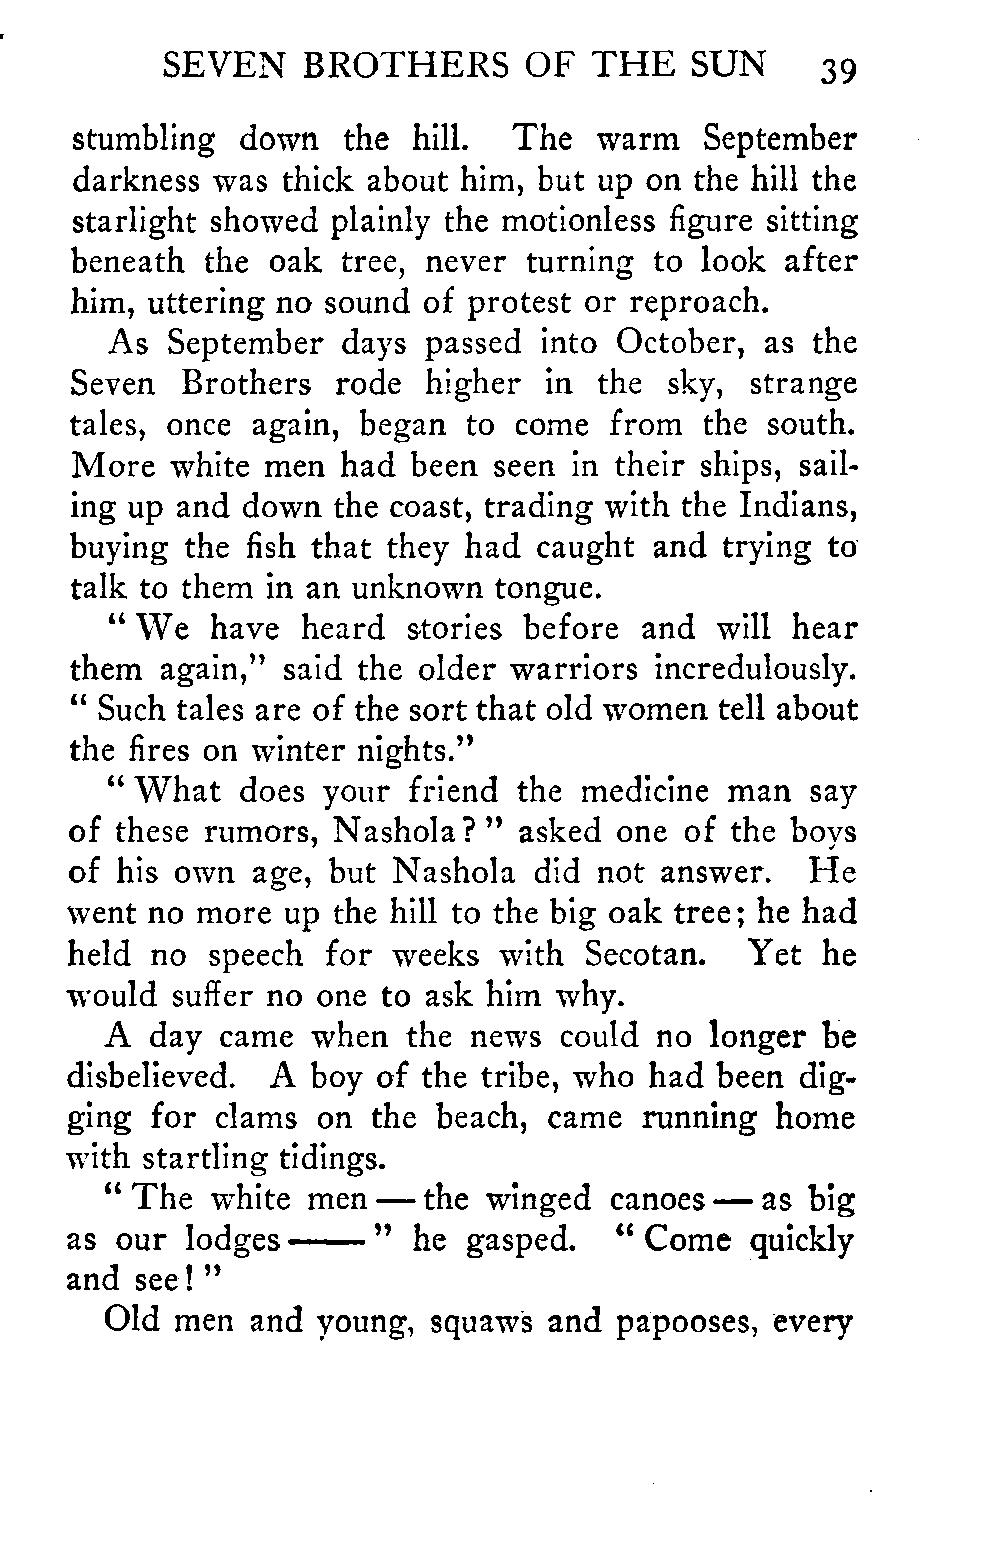 SEVEN BROTHERS OF THE SUN 39
stumbling down the hill. The warm September
darkness was thick about him, but up on the hill the
starlight showed plainly the motionless figure sitting
beneath the oak tree, never turning to look after
him, uttering no sound of protest or reproach.
As September days passed into October, as the
Seven Brothers rode higher in the sky, strange
tales, once again, began to come from the south.
More white men had been seen in their ships, sail-
ing up and down the coast, trading with the Indians,
buying the fish that they had caught and trying to
talk to them in an unknown tongue.
“ We have heard stories before and will hear
them again,” said the older warriors incredulously.
“ Such tales are of the sort that old women tell about
the fires on winter nights.”
“ What does your friend the medicine man say
of these rumors, Nashola? ” asked one of the boys
of his own age, but Nashola did not answer. He
went no more up the hill to the big oak tree; he had
held no speech for weeks with Secotan. Yet he
would suffer no one to ask him why.
A day came when the news could no longer be
disbelieved. A boy of the tribe, who had been dig-
ging for clams on the beach, came running home
with startling tidings.
“ The white men — the winged canoes — as big
as our lodges —— ” he gasped. “ Come quickly
and see! ”
Old men and young, squaws and papooses, every